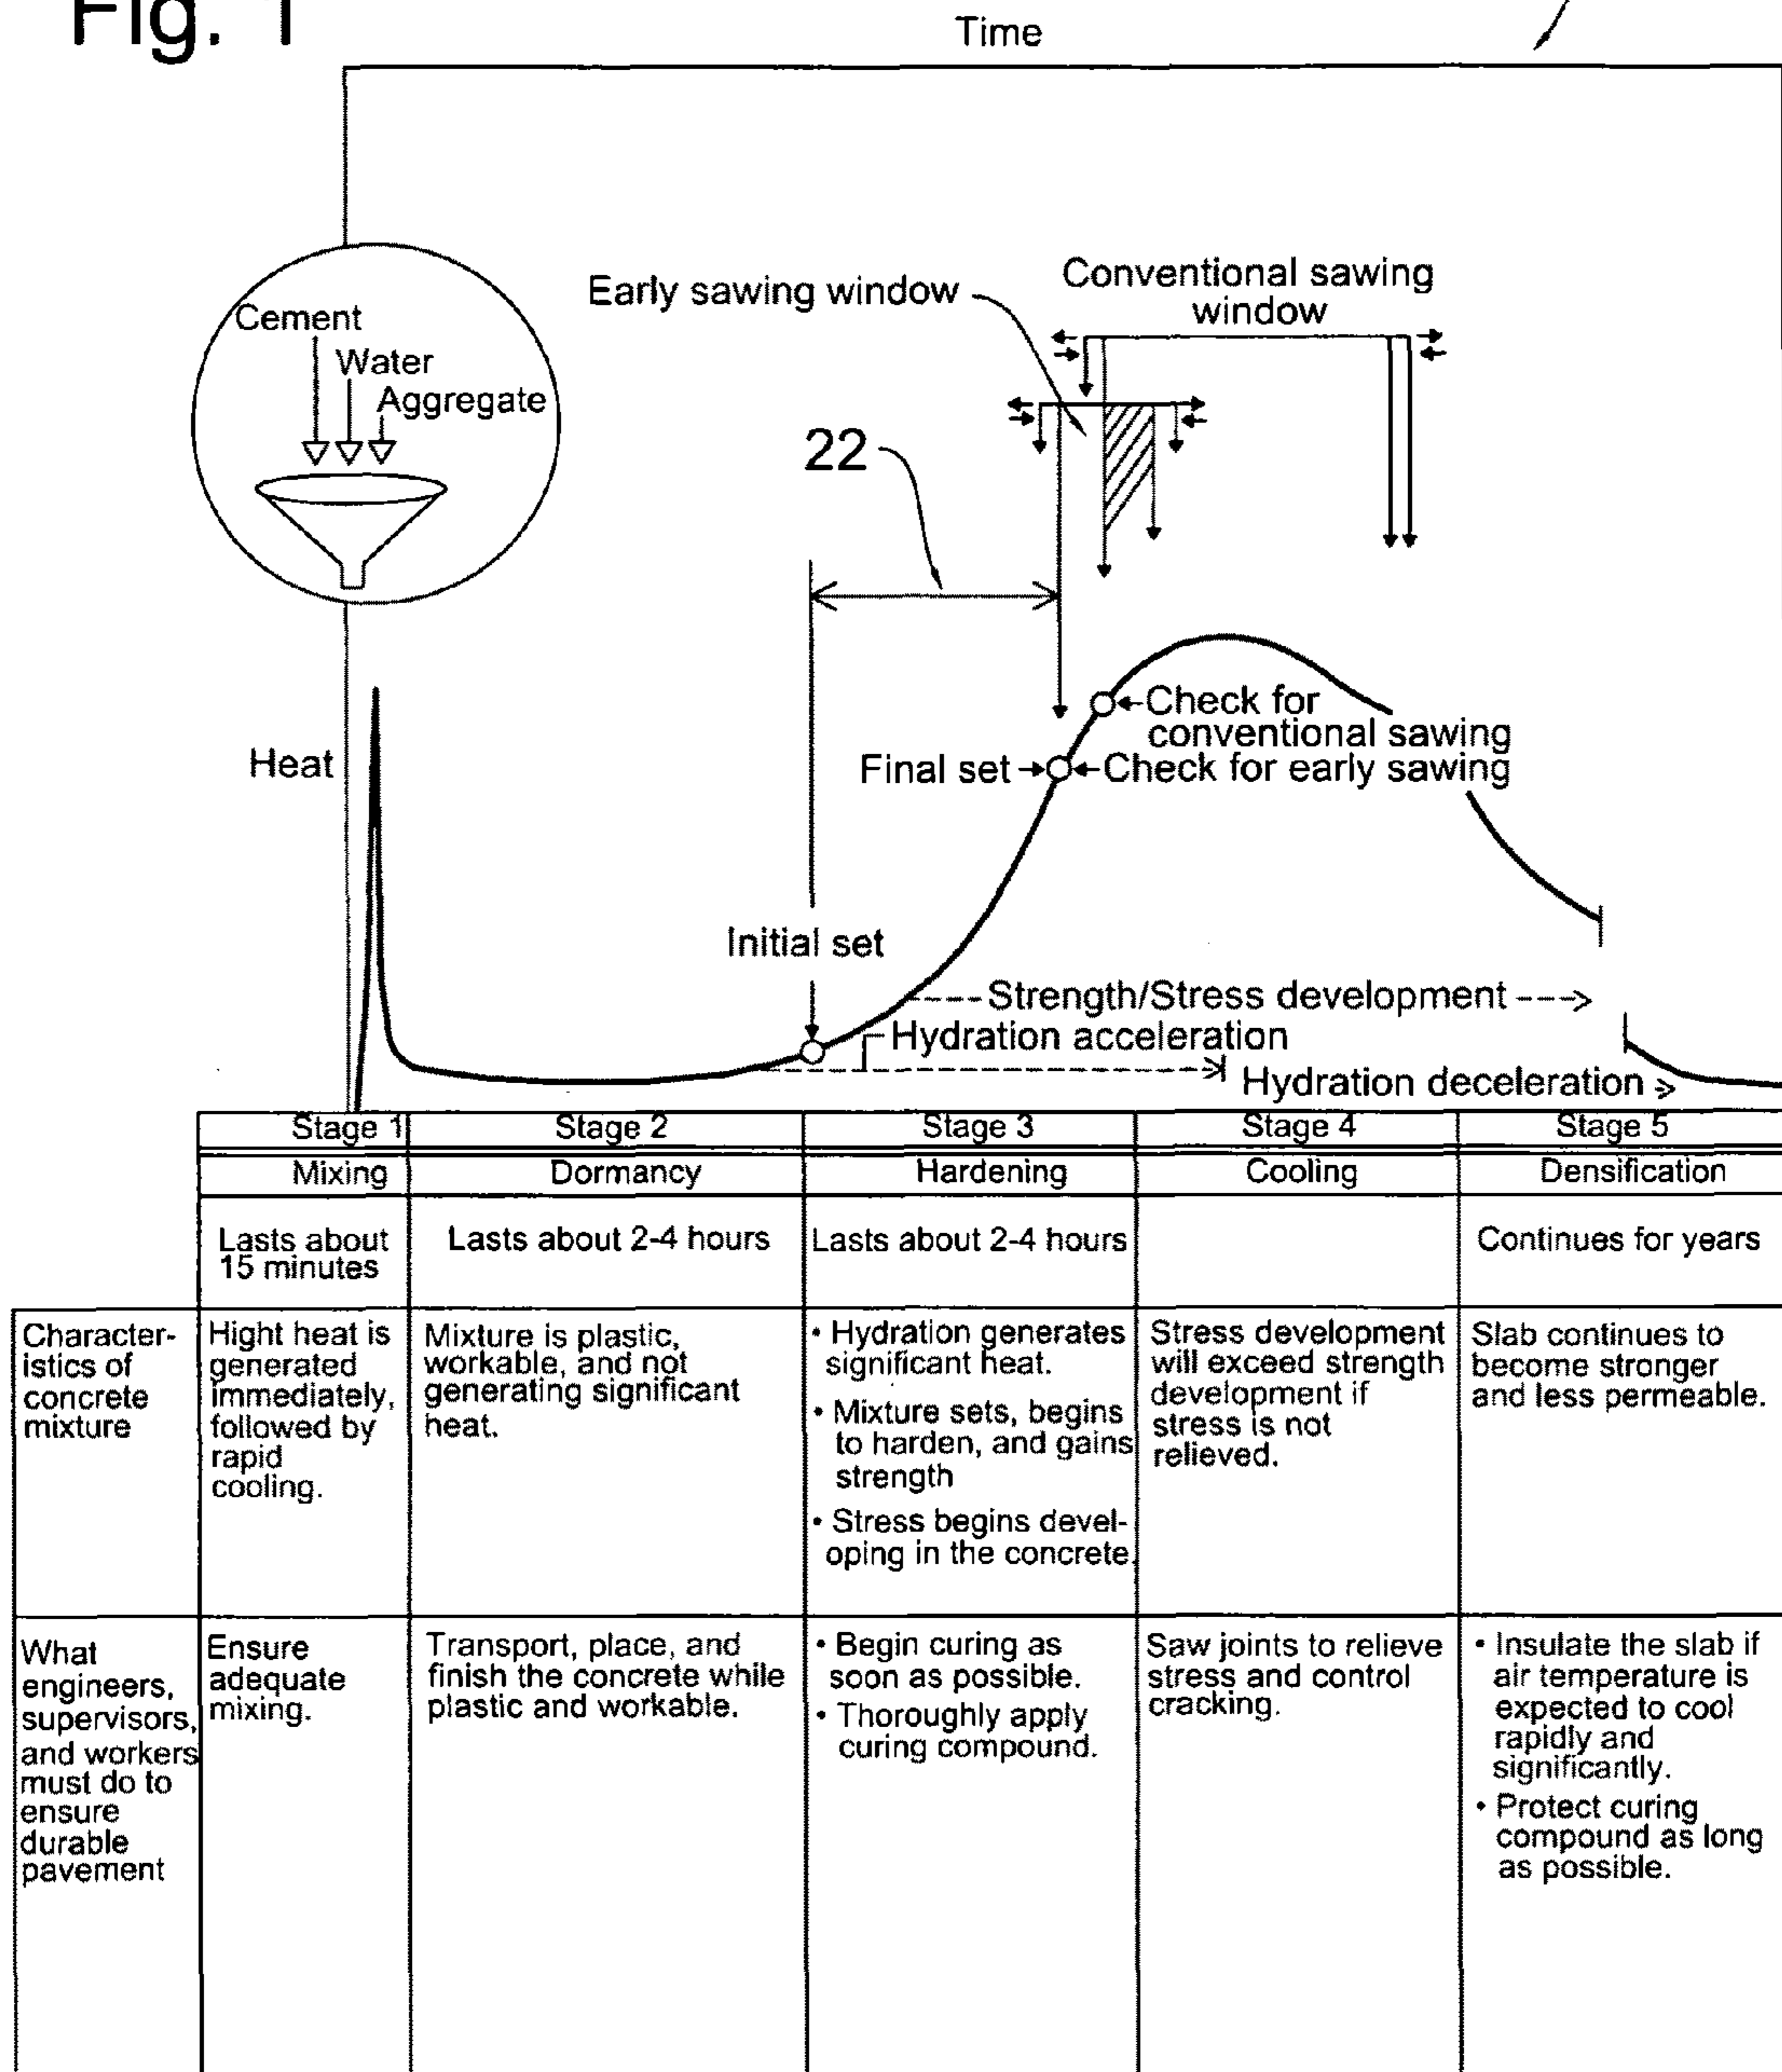 Fig. 1
Time
Cement
Water
Aggregate
Early sawing window
Conventional sawing
window
22
Heat
Check for
conventional sawing
Final set
Check for early sawing
Initial set
Strength/Stress development
Hydration acceleration
Hydration deceleration
Stage 1
Stage 2
Stage 3
Stage 4
Stage 5
Mixing
Dormancy
Hardening
Cooling
Densification
Lasts about
15 minutes
Lasts about 2-4 hours
Lasts about 2-4 hours
Continues for years
Character-
istics of
concrete
mixture
Hight heat is
generated
immediately,
followed by
rapid
cooling.
Mixture is plastic,
workable, and not
generating significant
heat.
• Hydration generates
significant heat.
• Mixture sets, begins
to harden, and gains
strength
• Stress begins devel-
oping in the concrete.
Stress development
will exceed strength
development if
stress is not
relieved.
Slab continues to
become stronger
and less permeable.
What
engineers,
supervisors,
and workers
must do to
ensure
durable
pavement
Ensure
adequate
mixing.
Transport, place, and
finish the concrete while
plastic and workable.
• Begin curing as
soon as possible.
• Thoroughly apply
curing compound.
Saw joints to relieve
stress and control
cracking.
• Insulate the slab if
air temperature is
expected to cool
rapidly and
significantly.
• Protect curing
compound as long
as possible.